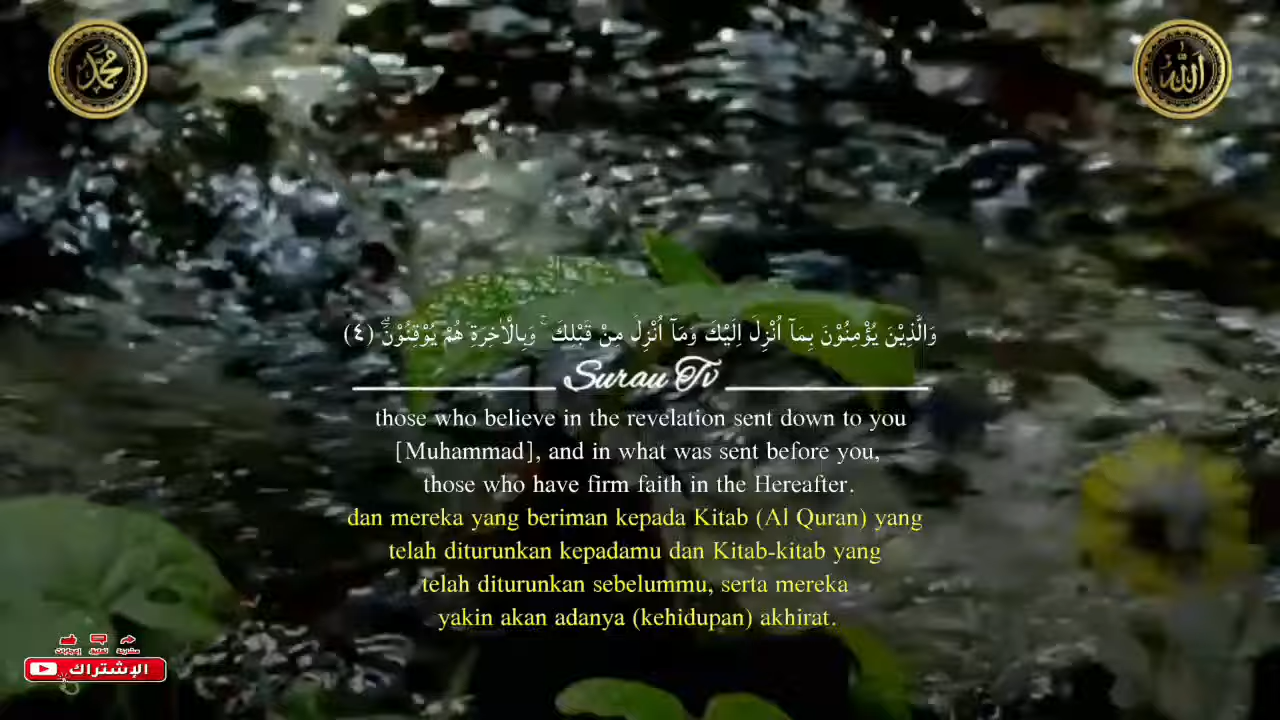 محمد
الله
وَالَّذِيْنَ يُؤْمِنُوْنَ بِمَآ اُنْزِلَ اِلَيْكَ وَمَآ اُنْزِلَ مِنْ قَبْلِكَ ۚ وَبِالْاٰخِرَةِ هُمْ يُوْقِنُوْنَۗ (٤)
Surau Tv
those who believe in the revelation sent down to you
[Muhammad], and in what was sent before you,
those who have firm faith in the Hereafter.
dan mereka yang beriman kepada Kitab (Al Quran) yang
telah diturunkan kepadamu dan Kitab-kitab yang
telah diturunkan sebelummu, serta mereka
yakin akan adanya (kehidupan) akhirat.
الإشتراك